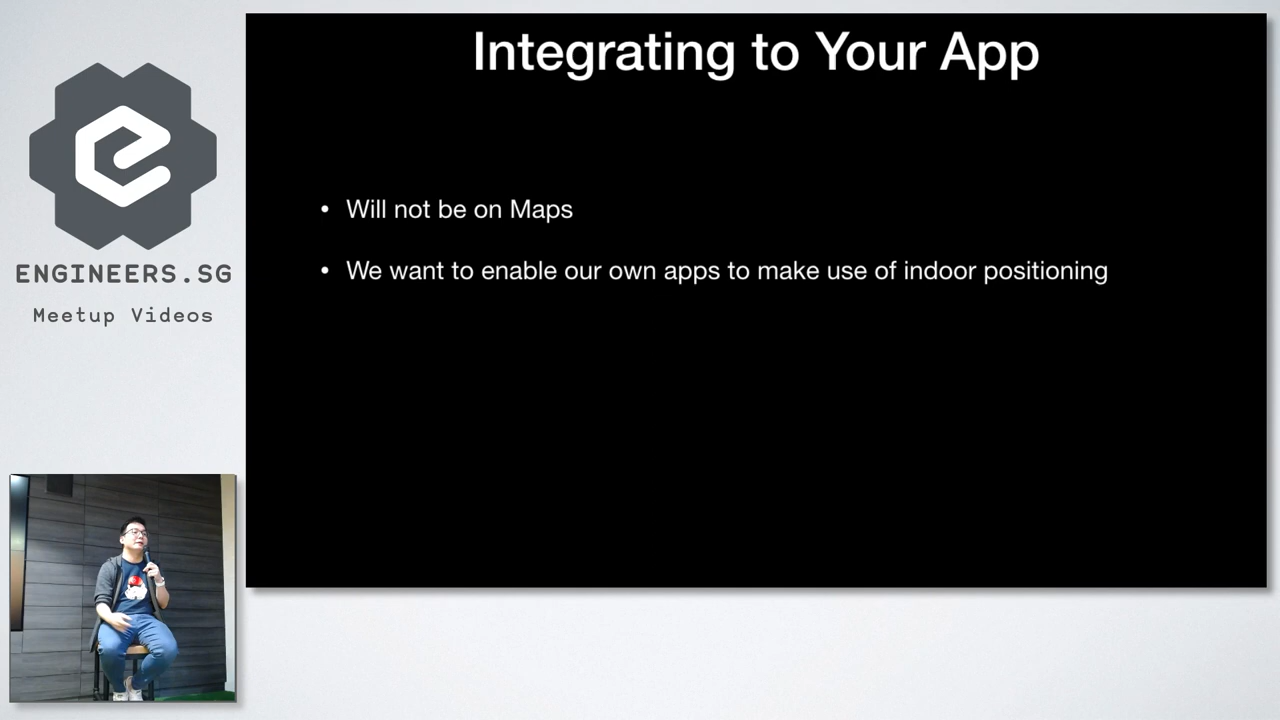 Integrating to Your App
• Will not be on Maps
• We want to enable our own apps to make use of indoor positioning
ENGINEERS.SG
Meetup Videos